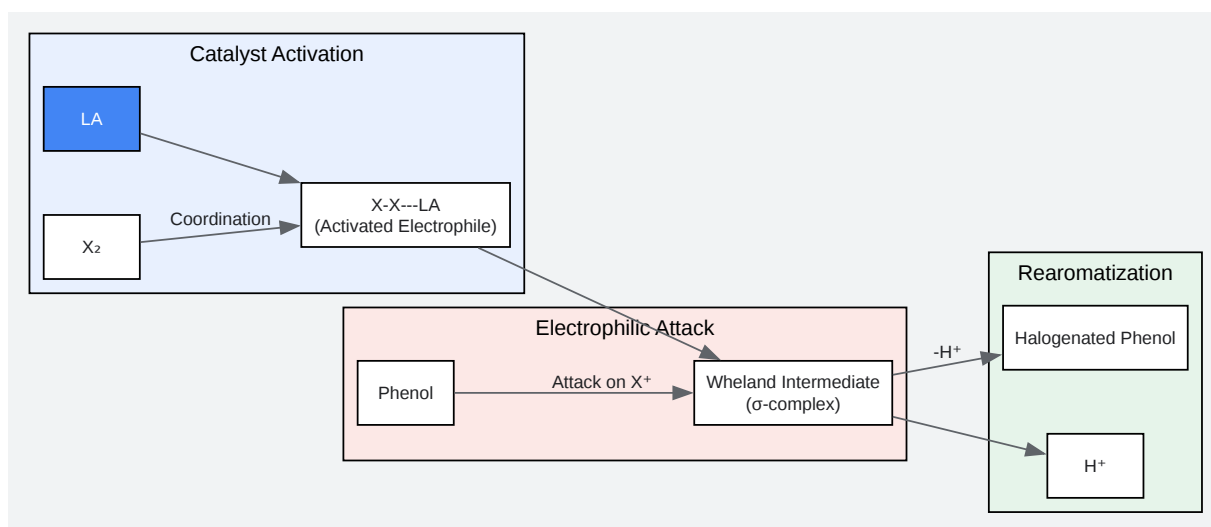 Catalyst Activation
LA
X₂
Coordination
X-X---LA
(Activated Electrophile)
Electrophilic Attack
Phenol
Attack on X⁺
Wheland Intermediate
(σ-complex)
-H⁺
Rearomatization
Halogenated Phenol
H⁺